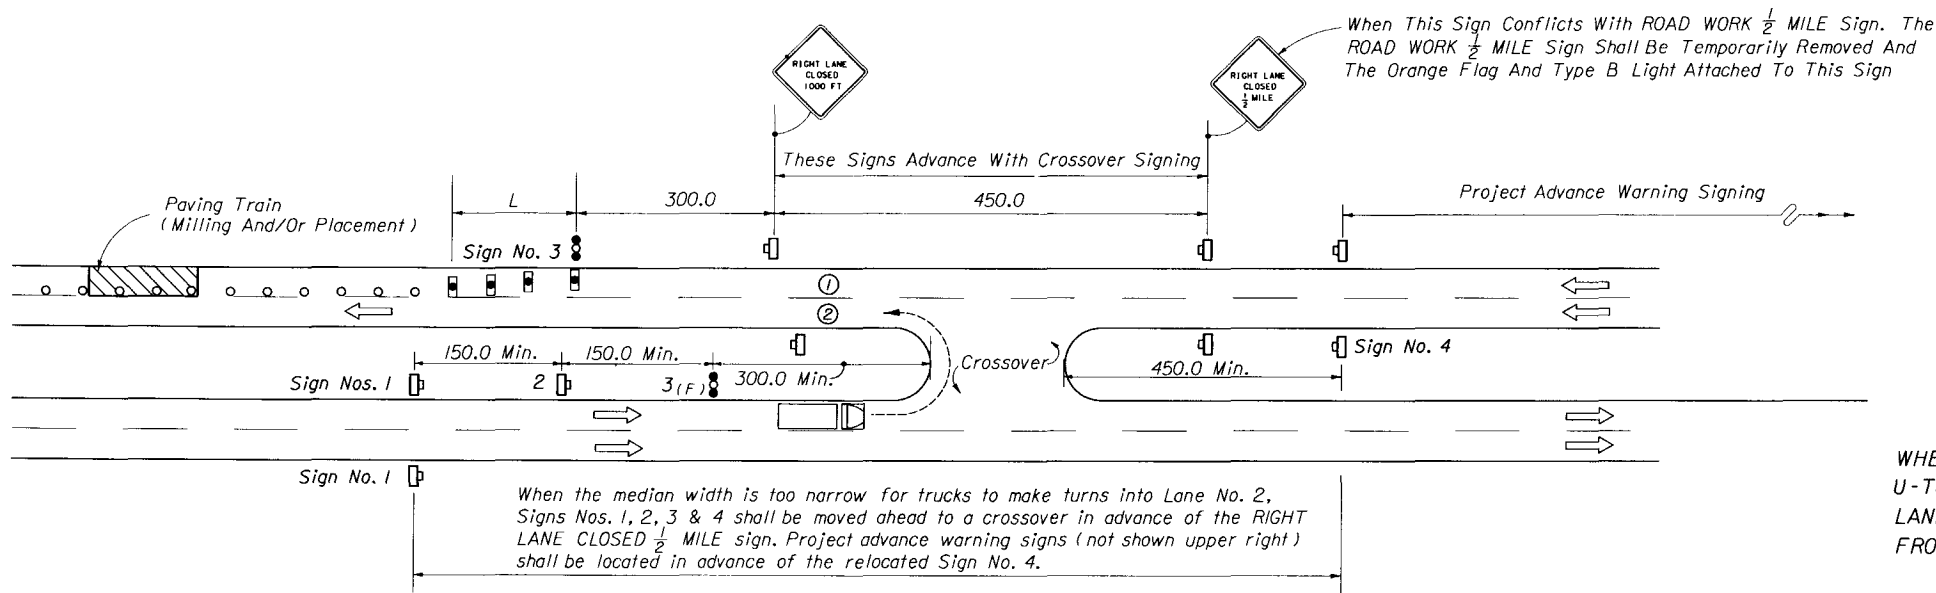 RIGHT LANE
CLOSED
1000 FT
RIGHT LANE
CLOSED
1/2 MILE
When This Sign Conflicts With ROAD WORK 1/2 MILE Sign. The
ROAD WORK 1/2 MILE Sign Shall Be Temporarily Removed And
The Orange Flag And Type B Light Attached To This Sign
These Signs Advance With Crossover Signing
Paving Train
(Milling And/Or Placement)
L
300.0
450.0
Project Advance Warning Signing
Sign No. 3
1
2
150.0 Min.
150.0 Min.
300.0 Min.
Crossover
450.0 Min.
Sign No. 4
Sign Nos. 1
2
3 (F)
Sign No. 1
When the median width is too narrow for trucks to make turns into Lane No. 2,
Signs Nos. 1, 2, 3 & 4 shall be moved ahead to a crossover in advance of the RIGHT
LANE CLOSED 1/2 MILE sign. Project advance warning signs (not shown upper right)
shall be located in advance of the relocated Sign No. 4.
WHE
U-T
LAN
FRO